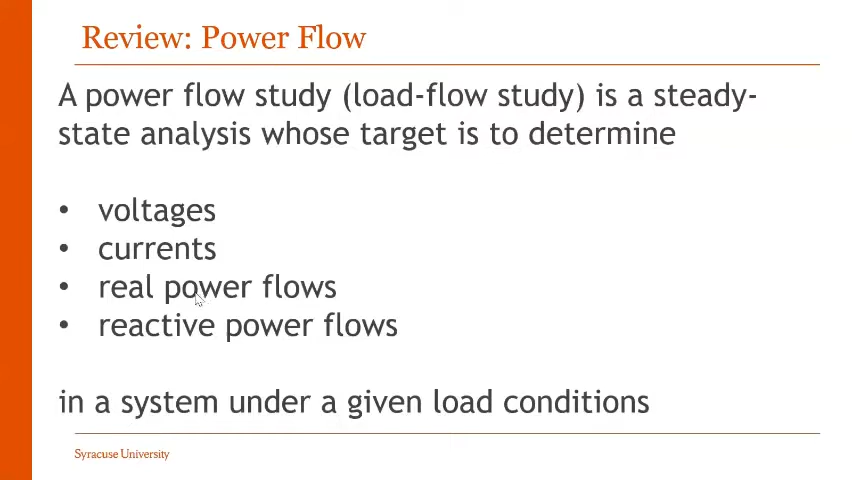 Review: Power Flow
A power flow study (load-flow study) is a steady-
state analysis whose target is to determine
• voltages
• currents
• real power flows
• reactive power flows
in a system under a given load conditions
Syracuse University